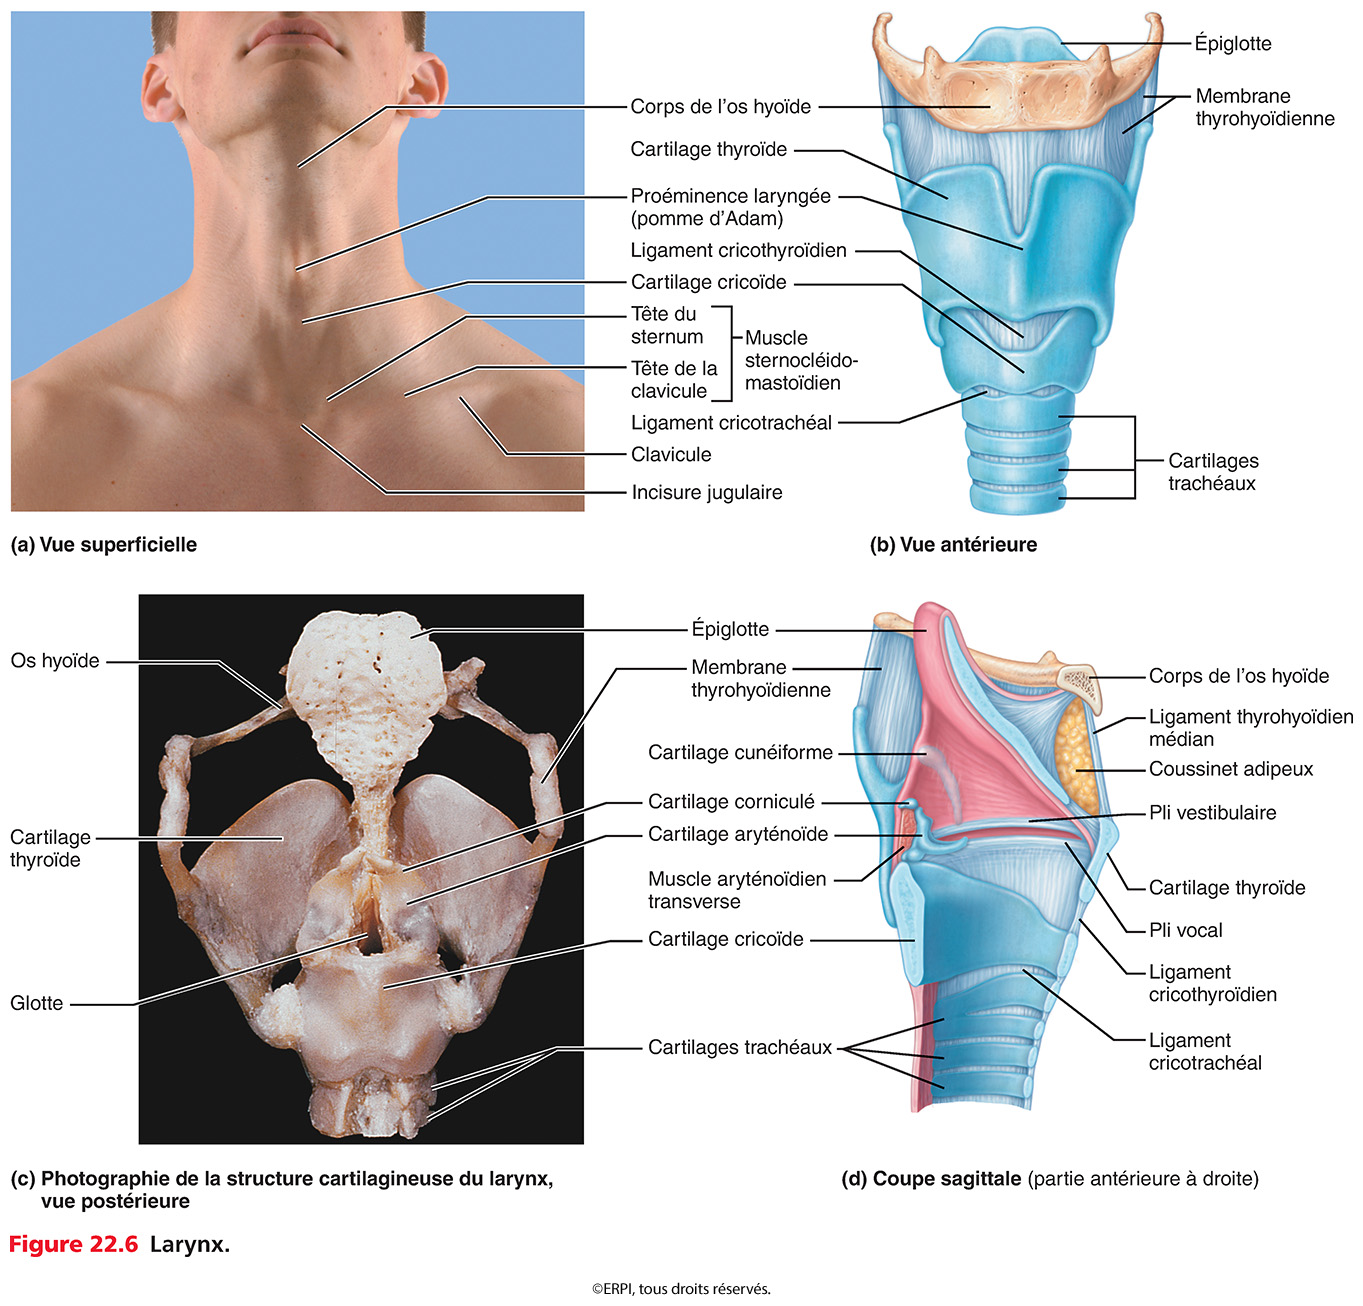 Corps de l'os hyoïde
Cartilage thyroïde
Proéminence laryngée
(pomme d'Adam)
Ligament cricothyroïdien
Cartilage cricoïde
Tête du
sternum
Tête de la
clavicule
Muscle
sternocléido-
mastoïdien
Ligament cricotrachéal
Clavicule
Incisure jugulaire
Épiglotte
Membrane
thyrohyoïdienne
Cartilages
trachéaux
(a) Vue superficielle
(b) Vue antérieure
Os hyoïde
Cartilage
thyroïde
Glotte
Épiglotte
Membrane
thyrohyoïdienne
Cartilage cunéiforme
Cartilage corniculé
Cartilage aryténoïde
Muscle aryténoïdien
transverse
Cartilage cricoïde
Cartilages trachéaux
Corps de l'os hyoïde
Ligament thyrohyoïdien
médian
Coussinet adipeux
Pli vestibulaire
Cartilage thyroïde
Pli vocal
Ligament
cricothyroïdien
Ligament
cricotrachéal
(c) Photographie de la structure cartilagineuse du larynx,
vue postérieure
(d) Coupe sagittale (partie antérieure à droite)
Figure 22.6 Larynx.
©ERPI, tous droits réservés.